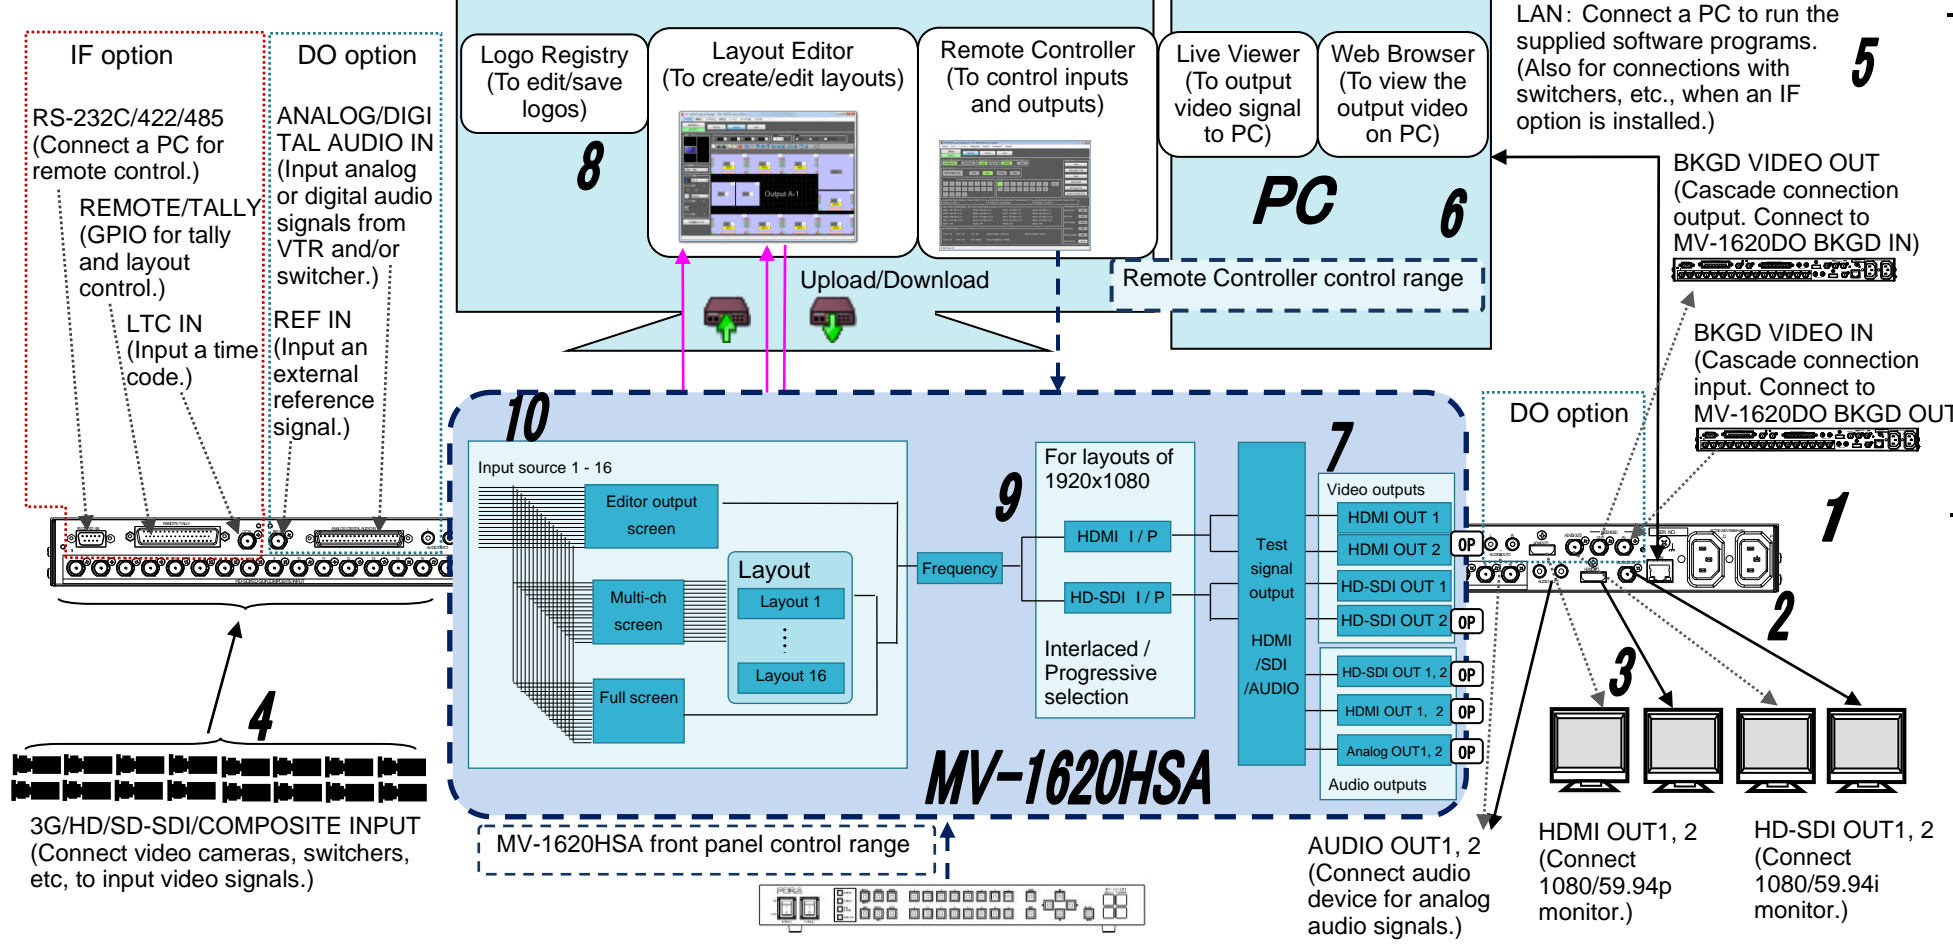 IF option
DO option
RS-232C/422/485
(Connect a PC for
remote control.)
REMOTE/TALLY
(GPIO for tally
and layout
control.)
LTC IN
(Input a time
code.)
ANALOG/DIGI
TAL AUDIO IN
(Input analog
or digital audio
signals from
VTR and/or
switcher.)
REF IN
(Input an
external
reference
signal.)
Logo Registry
(To edit/save
logos)
8
Layout Editor
(To create/edit layouts)
Output A-1
Remote Controller
(To control inputs
and outputs)
Live Viewer
(To output
video signal
to PC)
Web Browser
(To view the
output video
on PC)
PC
6
Upload/Download
Remote Controller control range
LAN: Connect a PC to run the
supplied software programs.
(Also for connections with
switchers, etc., when an IF
option is installed.)
5
BKGD VIDEO OUT
(Cascade connection
output. Connect to
MV-1620DO BKGD IN)
BKGD VIDEO IN
(Cascade connection
input. Connect to
MV-1620DO BKGD OUT
DO option
1
2
3
10
Input source 1 - 16
Editor output
screen
Multi-ch
screen
Full screen
Layout
Layout 1
Layout 16
Frequency
9
For layouts of
1920x1080
HDMI I / P
HD-SDI I / P
Interlaced /
Progressive
selection
Test
signal
output
HDMI
/SDI
/AUDIO
7
Video outputs
HDMI OUT 1
HDMI OUT 2 OP
HD-SDI OUT 1
HD-SDI OUT 2 OP
HD-SDI OUT 1, 2 OP
HDMI OUT 1, 2 OP
Analog OUT1, 2 OP
Audio outputs
MV-1620HSA
MV-1620HSA front panel control range
REMOTE/TALLY
4
3G/HD/SD-SDI/COMPOSITE INPUT
(Connect video cameras, switchers,
etc, to input video signals.)
AUDIO OUT1, 2
(Connect audio
device for analog
audio signals.)
HDMI OUT1, 2
(Connect
1080/59.94p
monitor.)
HD-SDI OUT1, 2
(Connect
1080/59.94i
monitor.)